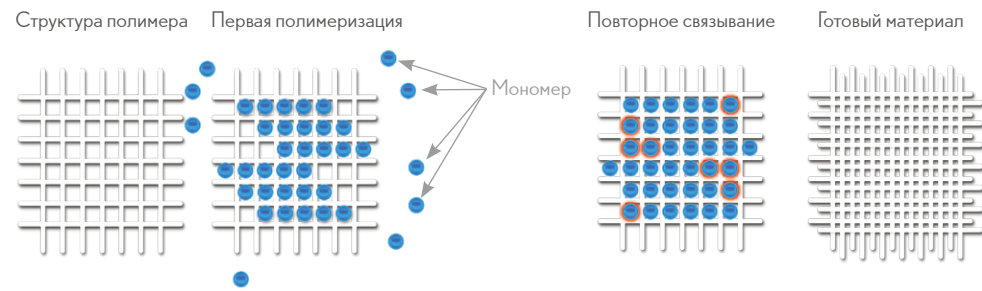 Структура полимера
Первая полимеризация
Повторное связывание
Готовый материал
Мономер